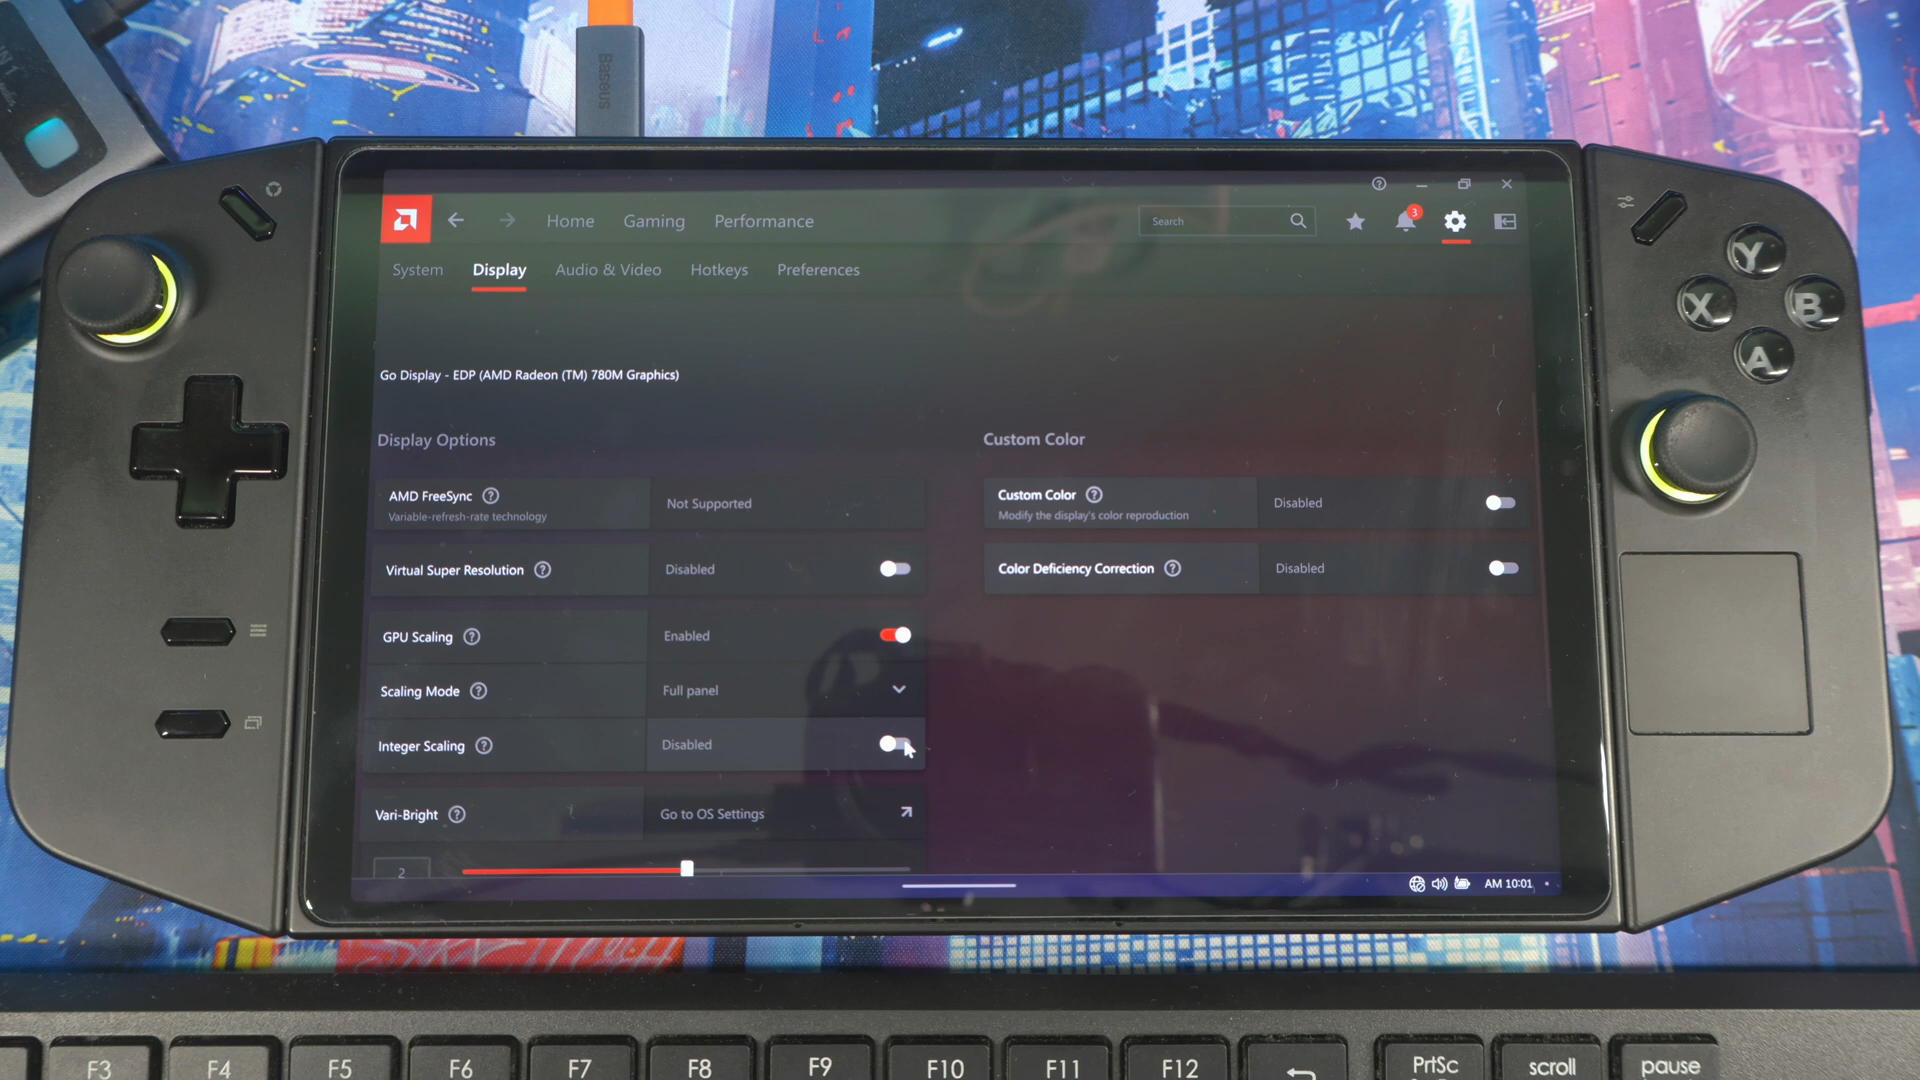 Baseus
Home Gaming Performance
Search
3
System Display Audio & Video Hotkeys Preferences
Go Display - EDP (AMD Radeon (TM) 780M Graphics)
Display Options
Custom Color
AMD FreeSync
Variable-refresh-rate technology
Not Supported
Custom Color
Modify the display's color reproduction
Disabled
Virtual Super Resolution
Disabled
Color Deficiency Correction
Disabled
GPU Scaling
Enabled
Scaling Mode
Full panel
Integer Scaling
Disabled
Vari-Bright
Go to OS Settings
2
AM 10:01
Y
X
B
A
F3 F4 F5 F6 F7 F8 F9 F10 F11 F12 PrtSc scroll pause